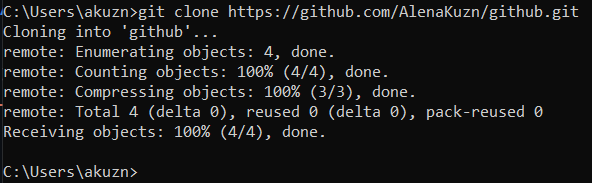 C:\Users\akuzn>git clone https://github.com/AlenaKuzn/github.git
Cloning into 'github'...
remote: Enumerating objects: 4, done.
remote: Counting objects: 100% (4/4), done.
remote: Compressing objects: 100% (3/3), done.
remote: Total 4 (delta 0), reused 0 (delta 0), pack-reused 0
Receiving objects: 100% (4/4), done.
C:\Users\akuzn>